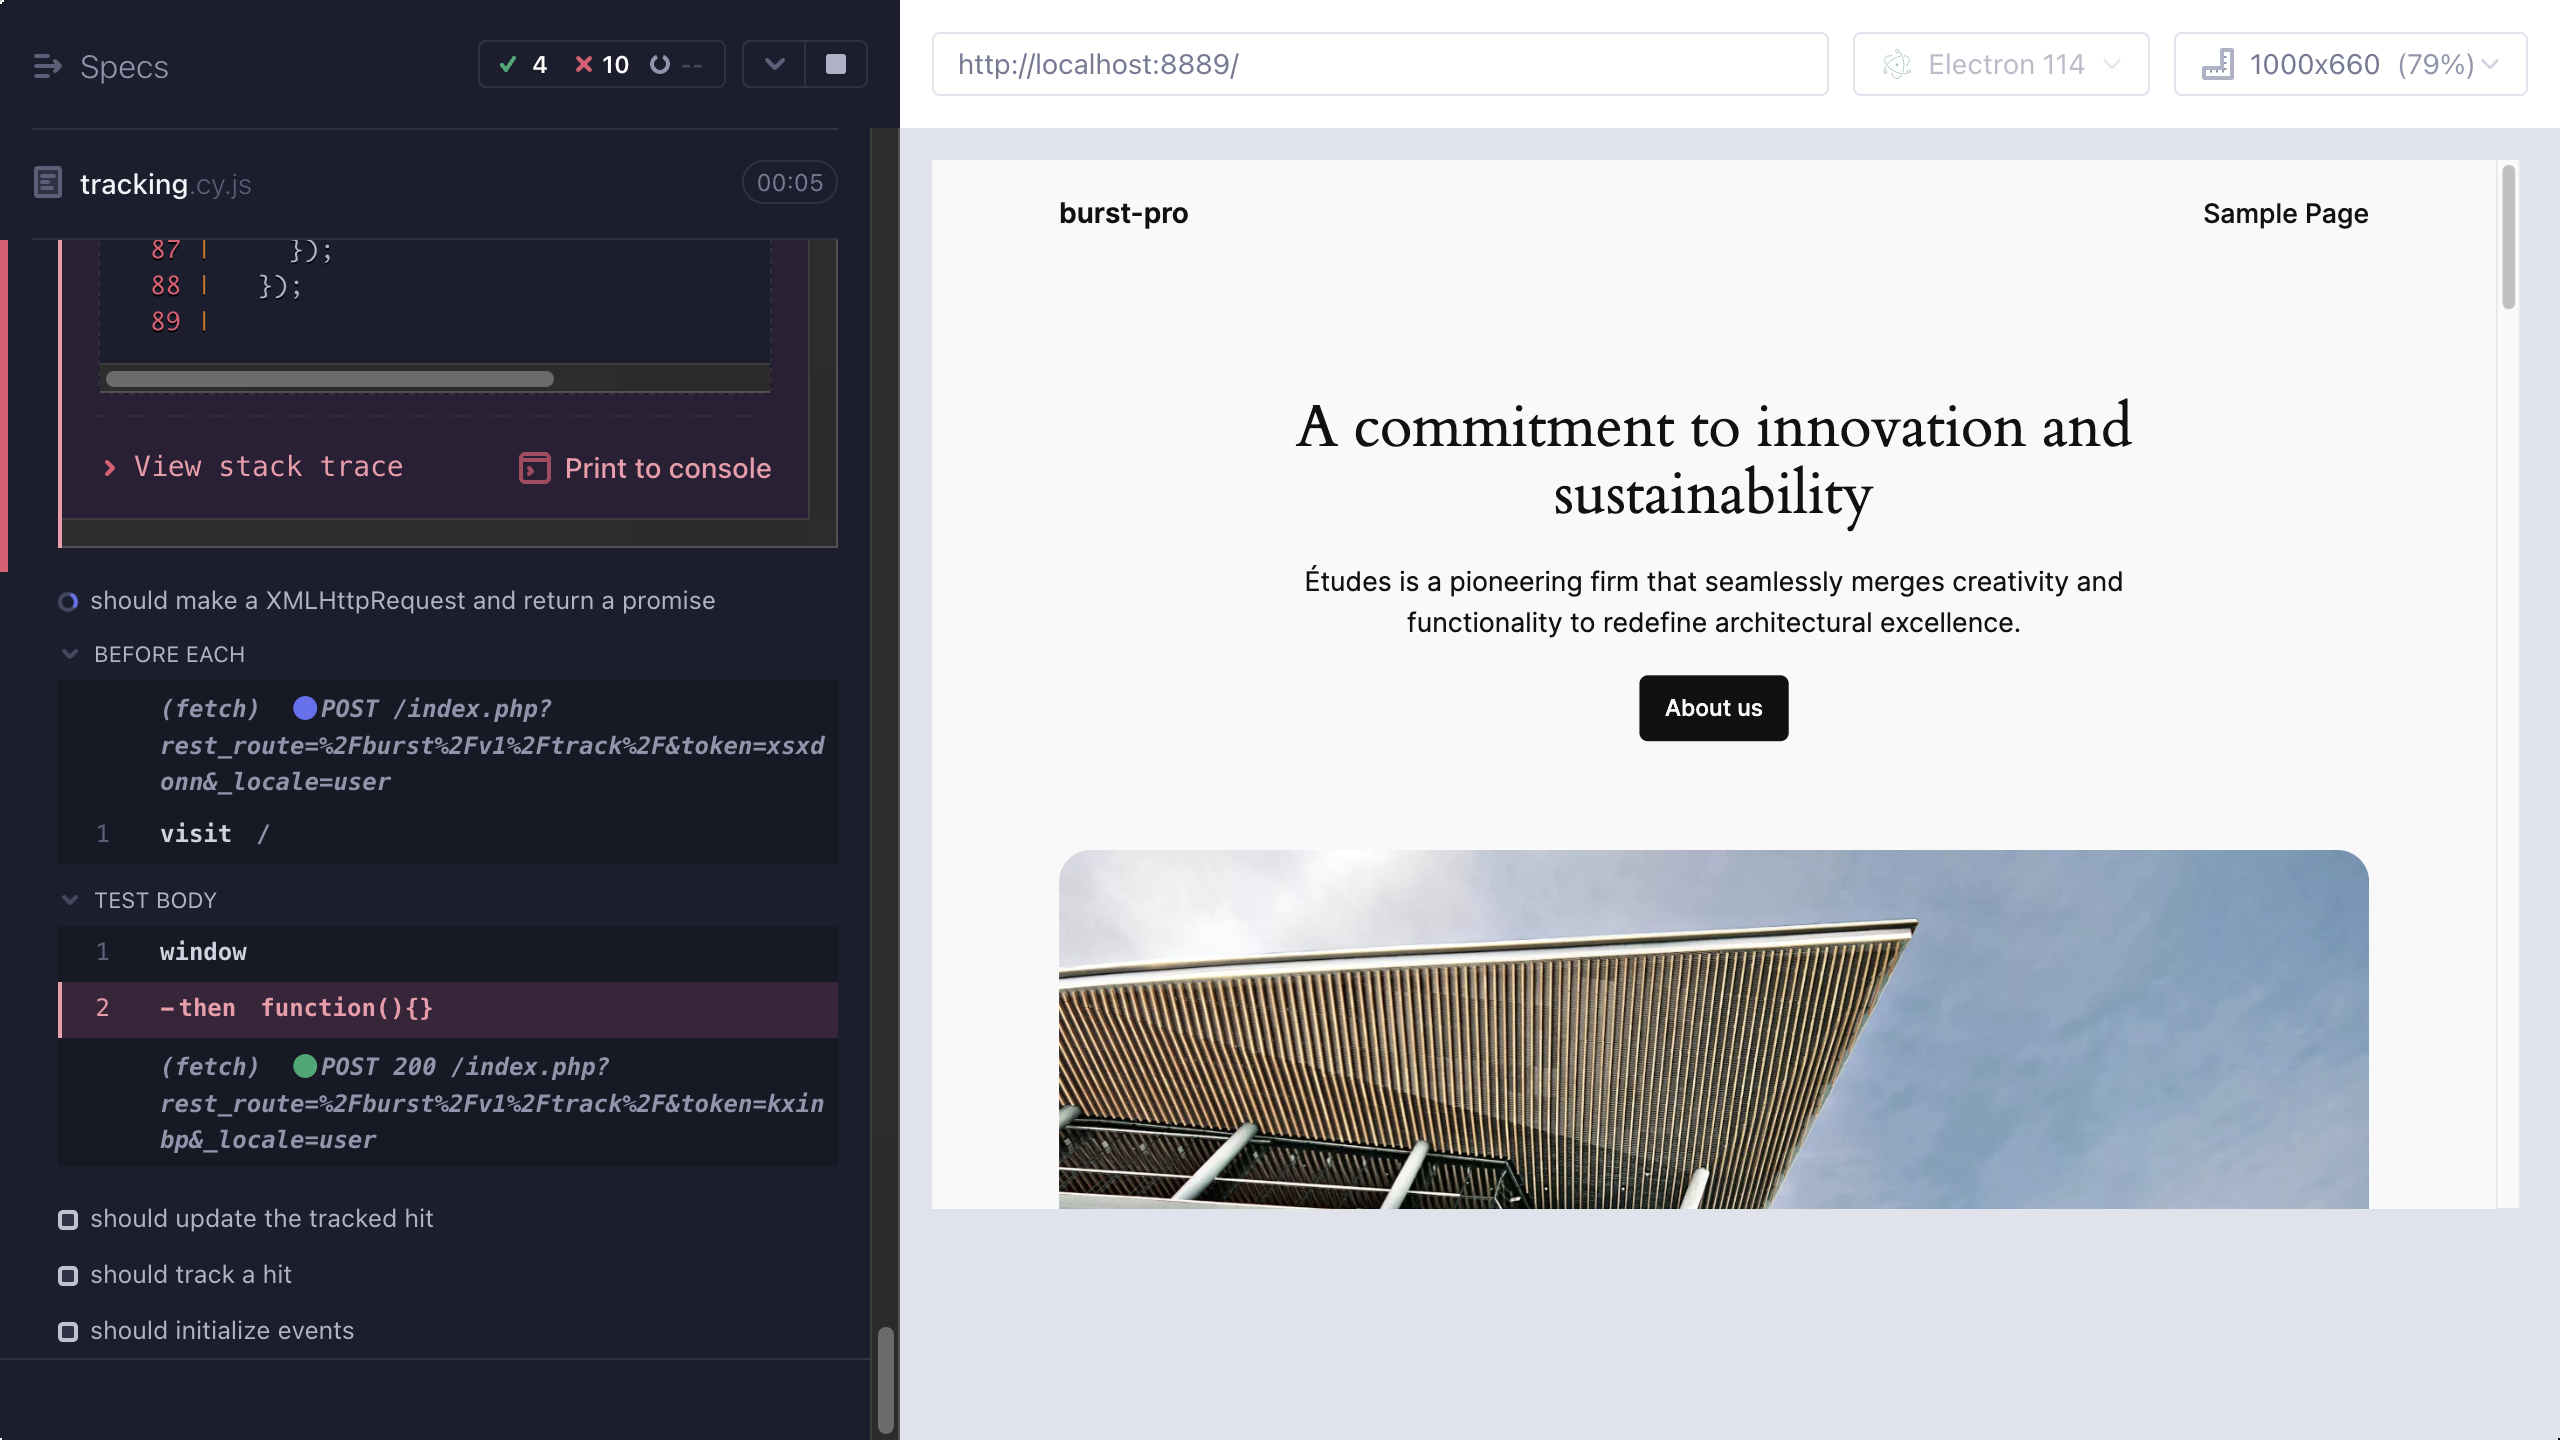 Specs
4 10 --
tracking.cy.js
00:05
87 | });
88 | });
89 |
View stack trace
Print to console
should make a XMLHttpRequest and return a promise
BEFORE EACH
(fetch) POST /index.php?
rest_route=%2Fburst%2Fv1%2Ftrack%2F&token=xsxd
onn&_locale=user
1 visit /
TEST BODY
1 window
2 -then function(){}
(fetch) POST 200 /index.php?
rest_route=%2Fburst%2Fv1%2Ftrack%2F&token=kxin
bp&_locale=user
should update the tracked hit
should track a hit
should initialize events
http://localhost:8889/
Electron 114
1000x660 (79%)
burst-pro
Sample Page
A commitment to innovation and
sustainability
Études is a pioneering firm that seamlessly merges creativity and
functionality to redefine architectural excellence.
About us